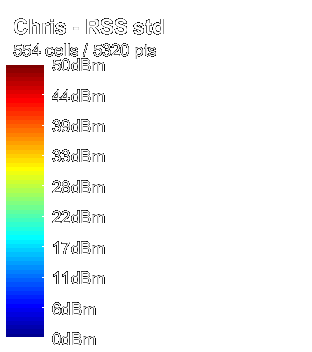 Chris - RSS std
554 cells / 5320 pts
50dBm
44dBm
39dBm
33dBm
28dBm
22dBm
17dBm
11dBm
6dBm
0dBm